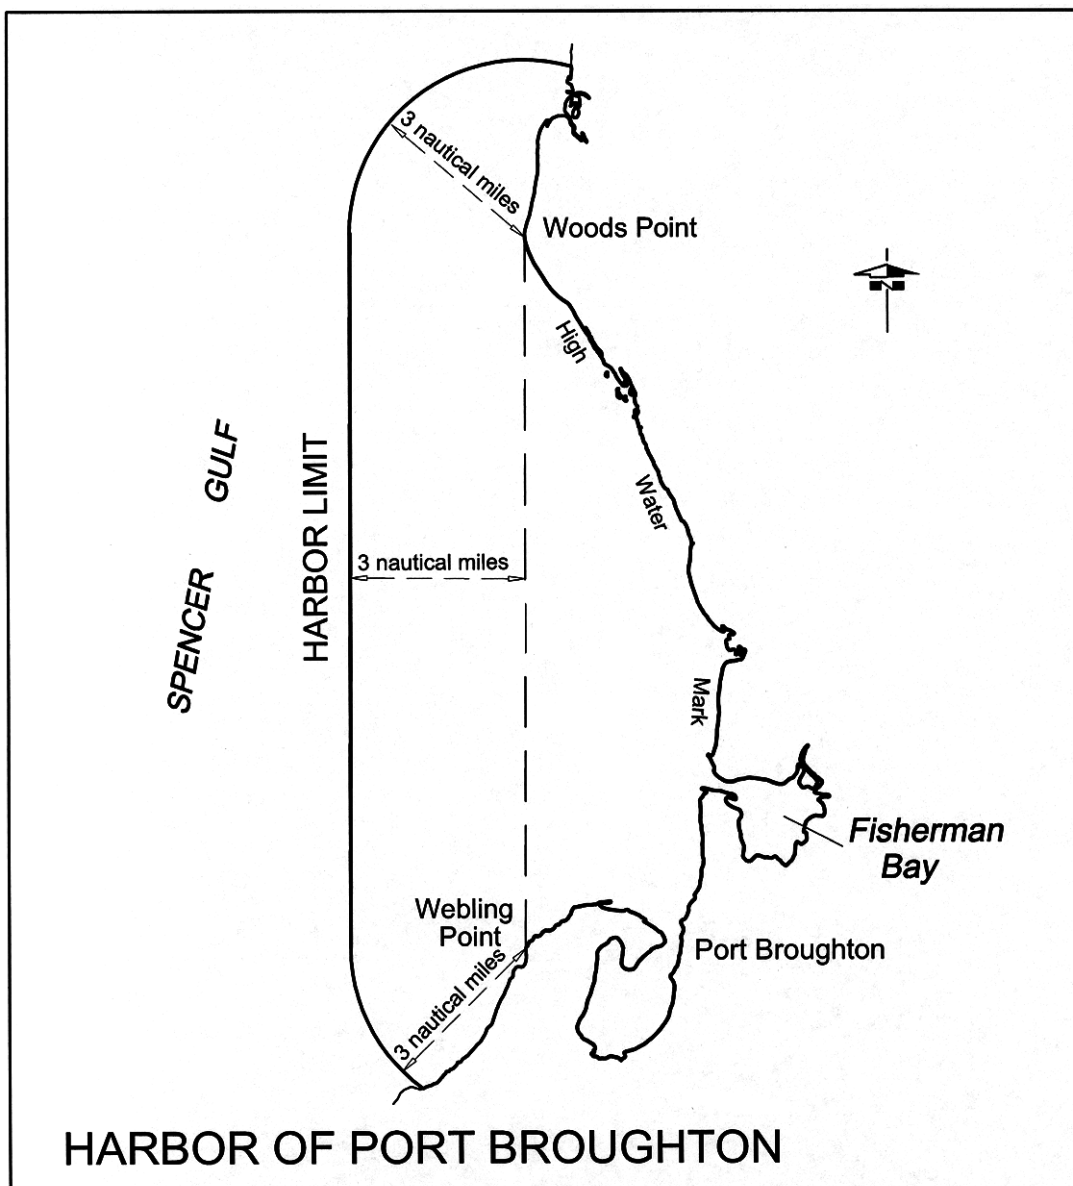 3 nautical miles
Woods Point
N
High
Water
Mark
SPENCER GULF
HARBOR LIMIT
3 nautical miles
Fisherman
Bay
Webling
Point
3 nautical miles
Port Broughton
HARBOR OF PORT BROUGHTON